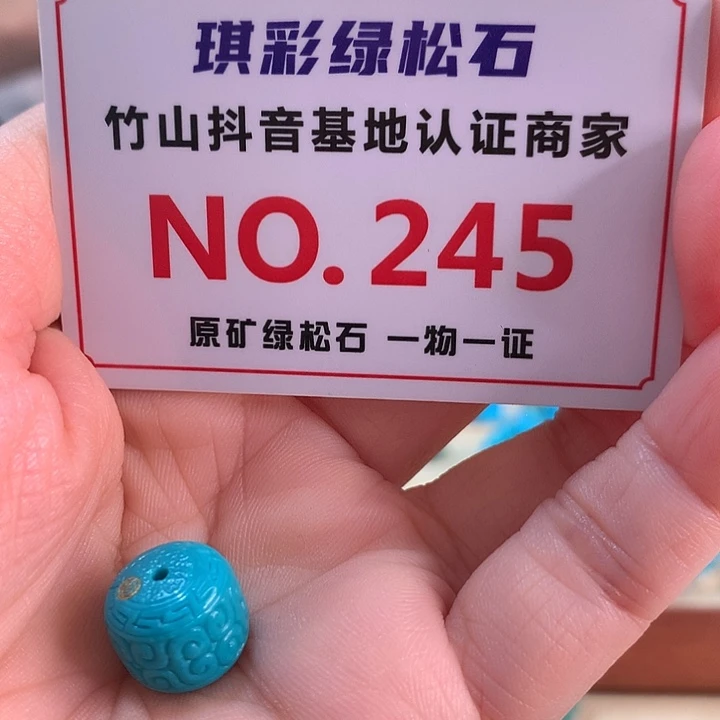 琪彩绿松石
竹山抖音基地认证商家
NO.245
原矿绿松石 一物一证